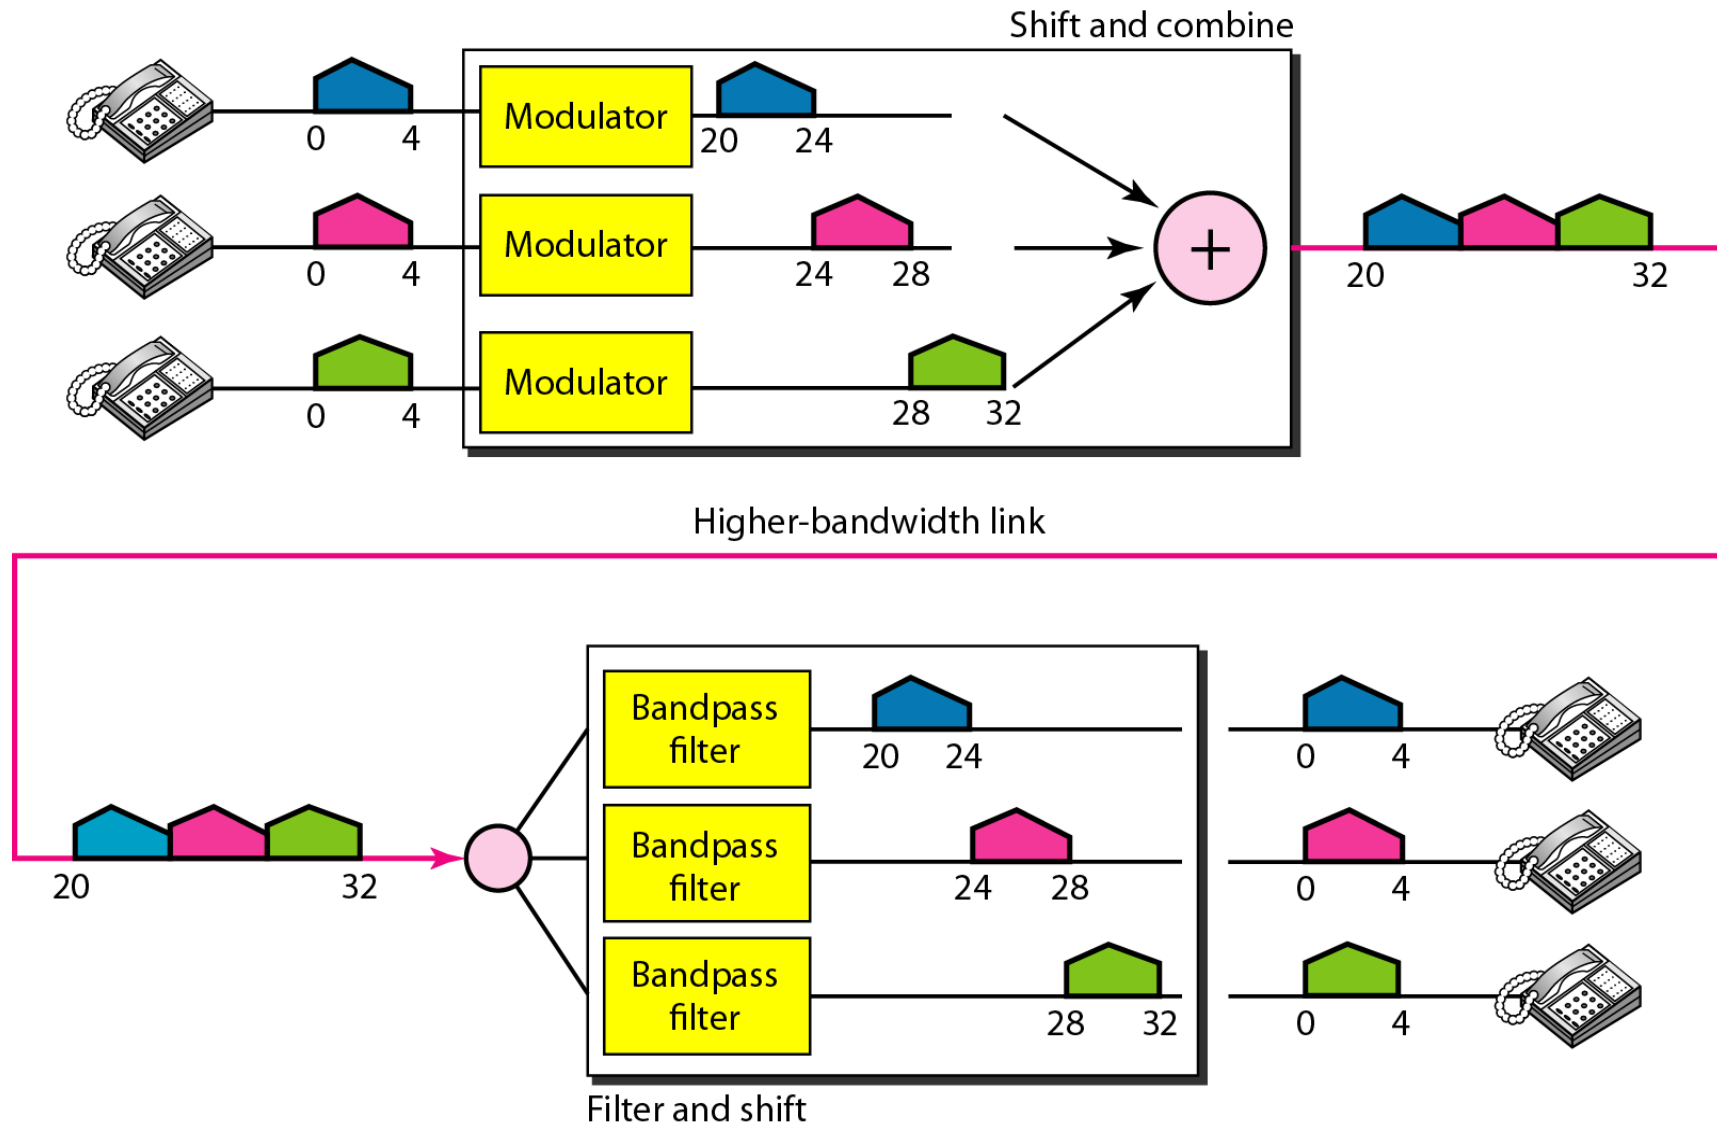 Shift and combine
Modulator
0 4
20 24
Modulator
0 4
24 28
+
20 32
Modulator
0 4
28 32
Higher-bandwidth link
Bandpass
filter
20 24
0 4
20 32
Bandpass
filter
24 28
0 4
Bandpass
filter
28 32
0 4
Filter and shift